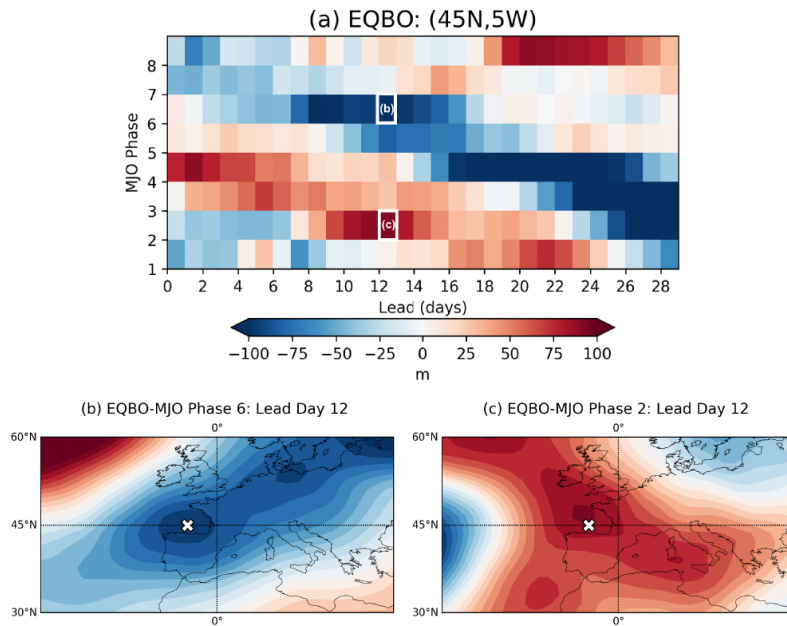 (a) EQBO: (45N,5W)
MJO Phase
8
7
6
5
4
3
2
1
(b)
(c)
0 2 4 6 8 10 12 14 16 18 20 22 24 26 28
Lead (days)
−100 −75 −50 −25 0 25 50 75 100
m
(b) EQBO-MJO Phase 6: Lead Day 12
(c) EQBO-MJO Phase 2: Lead Day 12
0° 0°
60°N 60°N
45°N 45°N
30°N 30°N
0° 0°